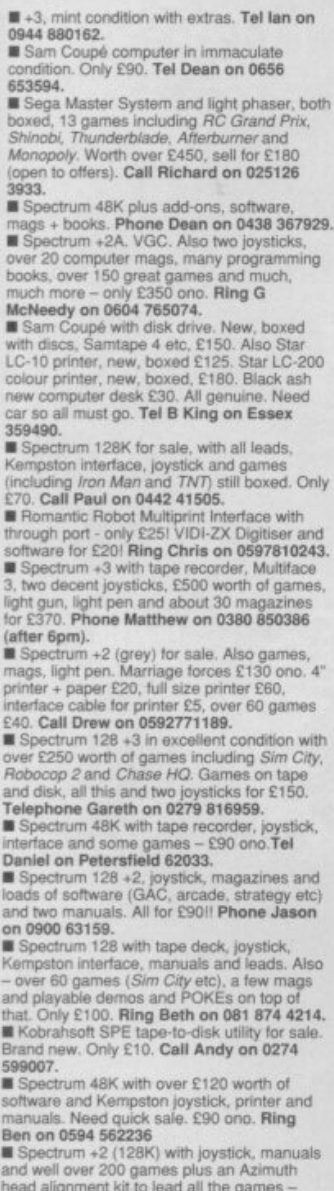 ■ +3, mint condition with extras. Tel Ian on
0944 880162.
■ Sam Coupé computer in immaculate
condition. Only £90. Tel Dean on 0656
653594.
■ Sega Master System and light phaser, both
boxed, 13 games including RC Grand Prix,
Shinobi, Thunderblade, Afterburner and
Monopoly. Worth over £450, sell for £180
(open to offers). Call Richard on 025126
3933.
■ Spectrum 48K plus add-ons, software,
mags + books. Phone Dean on 0438 367929.
■ Spectrum +2A. VGC. Also two joysticks,
over 20 computer mags, many programming
books, over 150 great games and much,
much more – only £350 ono. Ring G
McNeedy on 0604 765074.
■ Sam Coupé with disk drive. New, boxed
with discs, Samtape 4 etc, £150. Also Star
LC-10 printer, new, boxed £125. Star LC-200
colour printer, new, boxed, £180. Black ash
new computer desk £30. All genuine. Need
car so all must go. Tel B King on Essex
359490.
■ Spectrum 128K for sale, with all leads,
Kempston interface, joystick and games
(including Iron Man and TNT) still boxed. Only
£70. Call Paul on 0442 41505.
■ Romantic Robot Multiprint Interface with
through port - only £25! VIDI-ZX Digitiser and
software for £20! Ring Chris on 0597810243.
■ Spectrum +3 with tape recorder, Multiface
3, two decent joysticks, £500 worth of games,
light gun, light pen and about 30 magazines
for £370. Phone Matthew on 0380 850386
(after 6pm).
■ Spectrum +2 (grey) for sale. Also games,
mags, light pen. Marriage forces £130 ono. 4"
printer + paper £20, full size printer £60,
interface cable for printer £5, over 60 games
£40. Call Drew on 0592771189.
■ Spectrum 128 +3 in excellent condition with
over £250 worth of games including Sim City,
Robocop 2 and Chase HQ. Games on tape
and disk, all this and two joysticks for £150.
Telephone Gareth on 0279 816959.
■ Spectrum 48K with tape recorder, joystick,
interface and some games – £90 ono.Tel
Daniel on Petersfield 62033.
■ Spectrum 128 +2, joystick, magazines and
loads of software (GAC, arcade, strategy etc)
and two manuals. All for £90!! Phone Jason
on 0900 63159.
■ Spectrum 128 with tape deck, joystick,
Kempston interface, manuals and leads. Also
– over 60 games (Sim City etc), a few mags
and playable demos and POKEs on top of
that. Only £100. Ring Beth on 081 874 4214.
■ Kobrahsoft SPE tape-to-disk utility for sale.
Brand new. Only £10. Call Andy on 0274
599007.
■ Spectrum 48K with over £120 worth of
software and Kempston joystick, printer and
manuals. Need quick sale. £90 ono. Ring
Ben on 0594 562236
■ Spectrum +2 (128K) with joystick, manuals
and well over 200 games plus an Azimuth
head alignment kit to lead all the games –